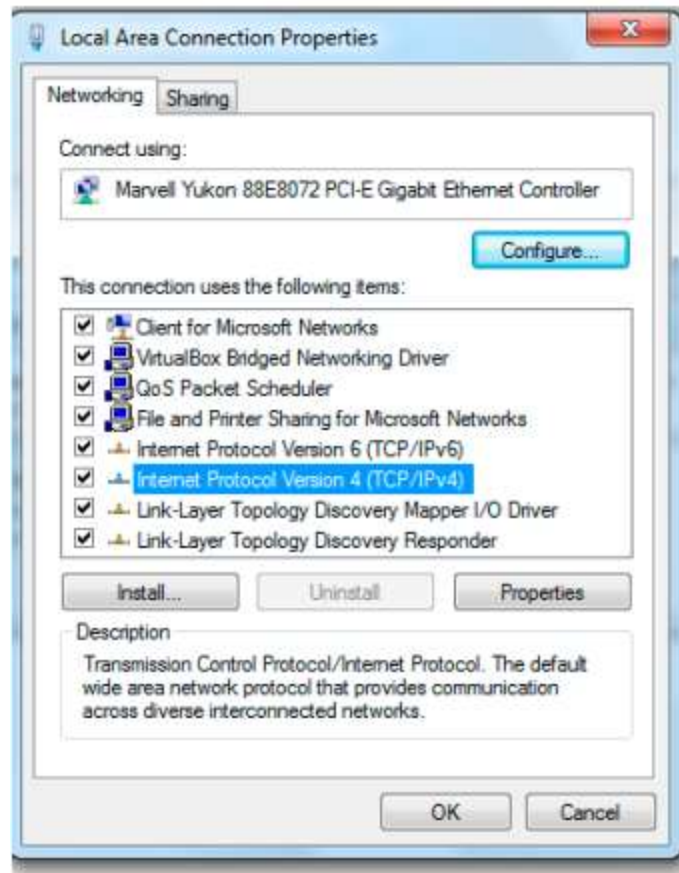 Local Area Connection Properties
Networking
Sharing
Connect using:
Marvell Yukon 88E8072 PCI-E Gigabit Ethernet Controller
Configure...
This connection uses the following items:
Client for Microsoft Networks
VirtualBox Bridged Networking Driver
QoS Packet Scheduler
File and Printer Sharing for Microsoft Networks
Internet Protocol Version 6 (TCP/IPv6)
Internet Protocol Version 4 (TCP/IPv4)
Link-Layer Topology Discovery Mapper I/O Driver
Link-Layer Topology Discovery Responder
Install...
Uninstall
Properties
Description
Transmission Control Protocol/Internet Protocol. The default
wide area network protocol that provides communication
across diverse interconnected networks.
OK
Cancel